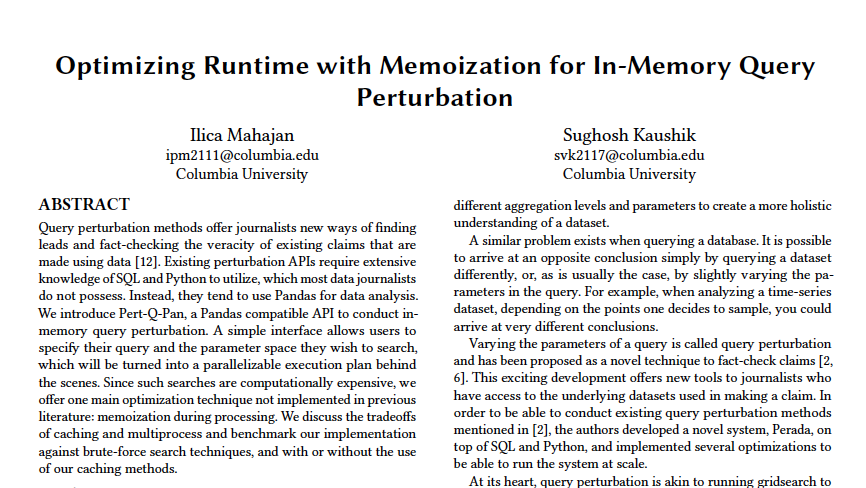 Optimizing Runtime with Memoization for In-Memory Query
Perturbation
Ilica Mahajan
ipm2111@columbia.edu
Columbia University
Sughosh Kaushik
svk2117@columbia.edu
Columbia University
ABSTRACT
Query perturbation methods offer journalists new ways of finding
leads and fact-checking the veracity of existing claims that are
made using data [12]. Existing perturbation APIs require extensive
knowledge of SQL and Python to utilize, which most data journalists
do not possess. Instead, they tend to use Pandas for data analysis.
We introduce Pert-Q-Pan, a Pandas compatible API to conduct in-
memory query perturbation. A simple interface allows users to
specify their query and the parameter space they wish to search,
which will be turned into a parallelizable execution plan behind
the scenes. Since such searches are computationally expensive, we
offer one main optimization technique not implemented in previous
literature: memoization during processing. We discuss the tradeoffs
of caching and multiprocess and benchmark our implementation
against brute-force search techniques, and with or without the use
of our caching methods.
different aggregation levels and parameters to create a more holistic
understanding of a dataset.
A similar problem exists when querying a database. It is possible
to arrive at an opposite conclusion simply by querying a dataset
differently, or, as is usually the case, by slightly varying the pa-
rameters in the query. For example, when analyzing a time-series
dataset, depending on the points one decides to sample, you could
arrive at very different conclusions.
Varying the parameters of a query is called query perturbation
and has been proposed as a novel technique to fact-check claims [2,
6]. This exciting development offers new tools to journalists who
have access to the underlying datasets used in making a claim. In
order to be able to conduct existing query perturbation methods
mentioned in [2], the authors developed a novel system, Perada, on
top of SQL and Python, and implemented several optimizations to
be able to run the system at scale.
At its heart, query perturbation is akin to running gridsearch to